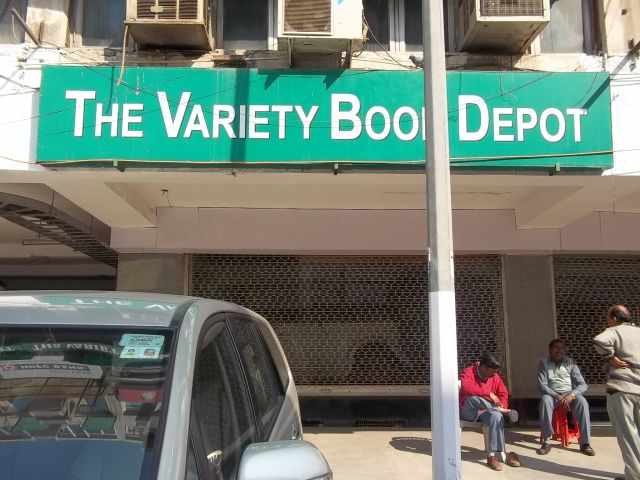 THE VARIETY BOOK DEPOT